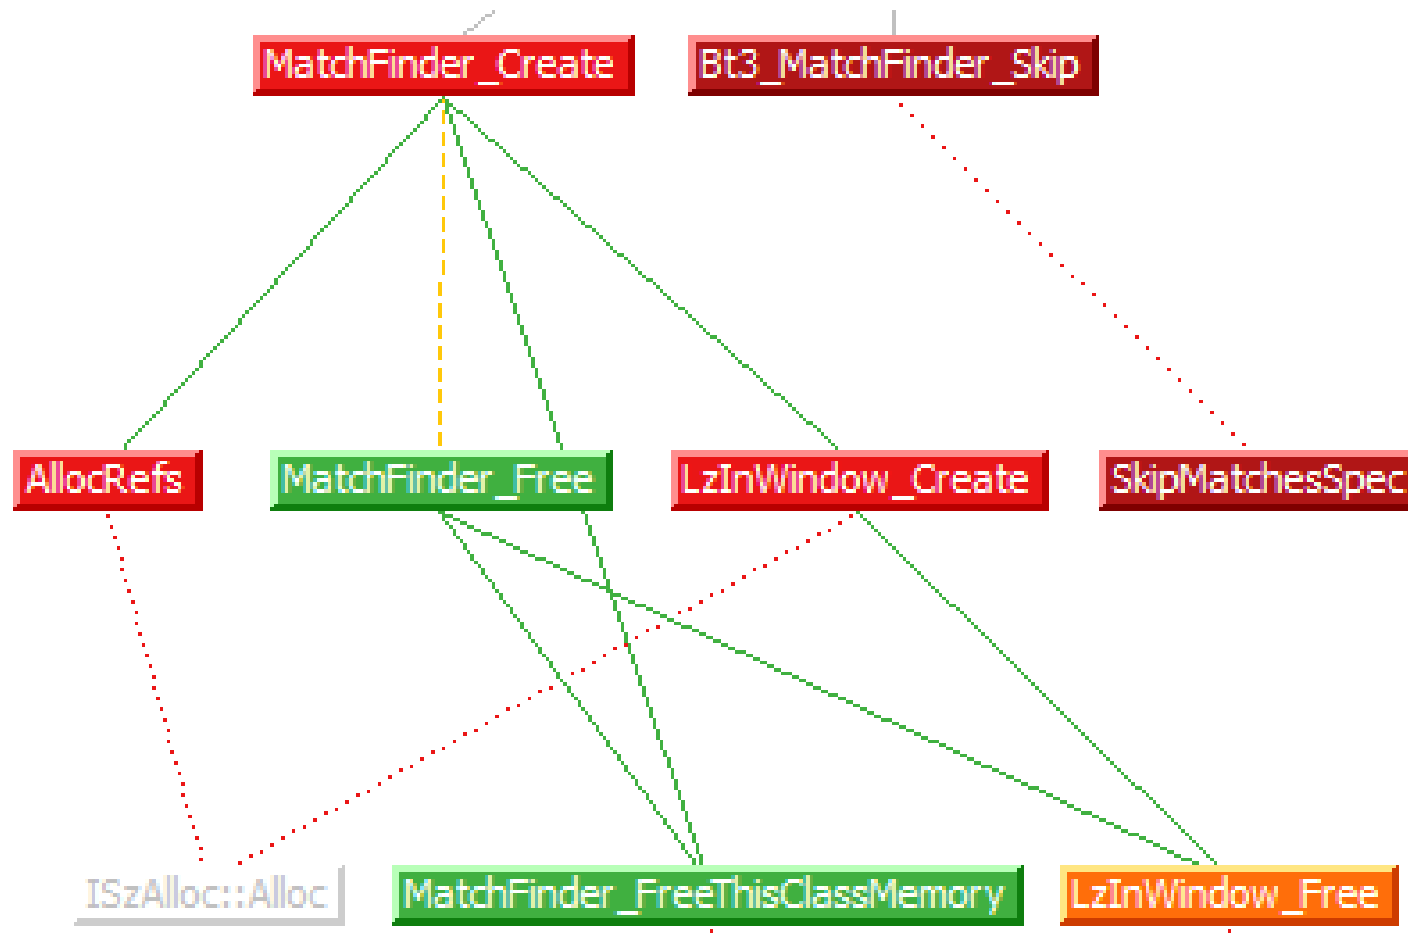 MatchFinder_Create
Bt3_MatchFinder_Skip
AllocRefs
MatchFinder_Free
LzInWindow_Create
SkipMatchesSpec
ISzAlloc::Alloc
MatchFinder_FreeThisClassMemory
LzInWindow_Free